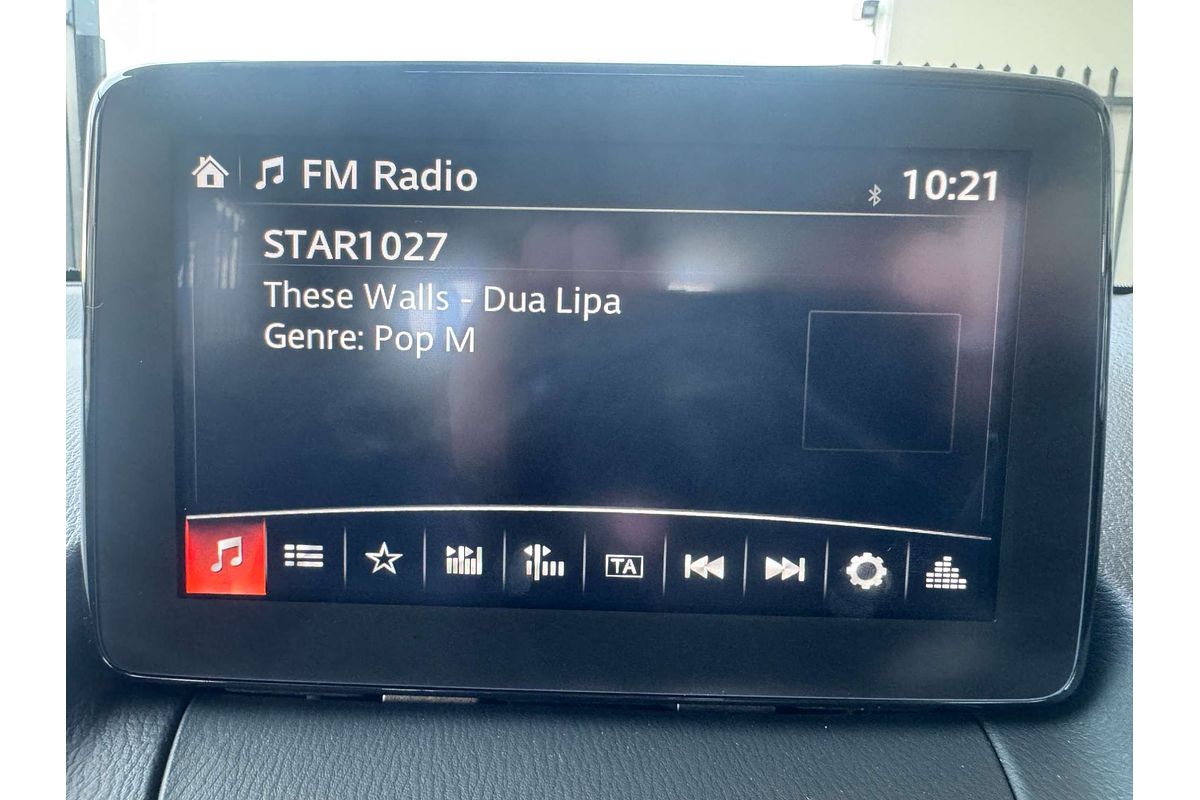 FM Radio
10:21
STAR1027
These Walls - Dua Lipa
Genre: Pop M
TA